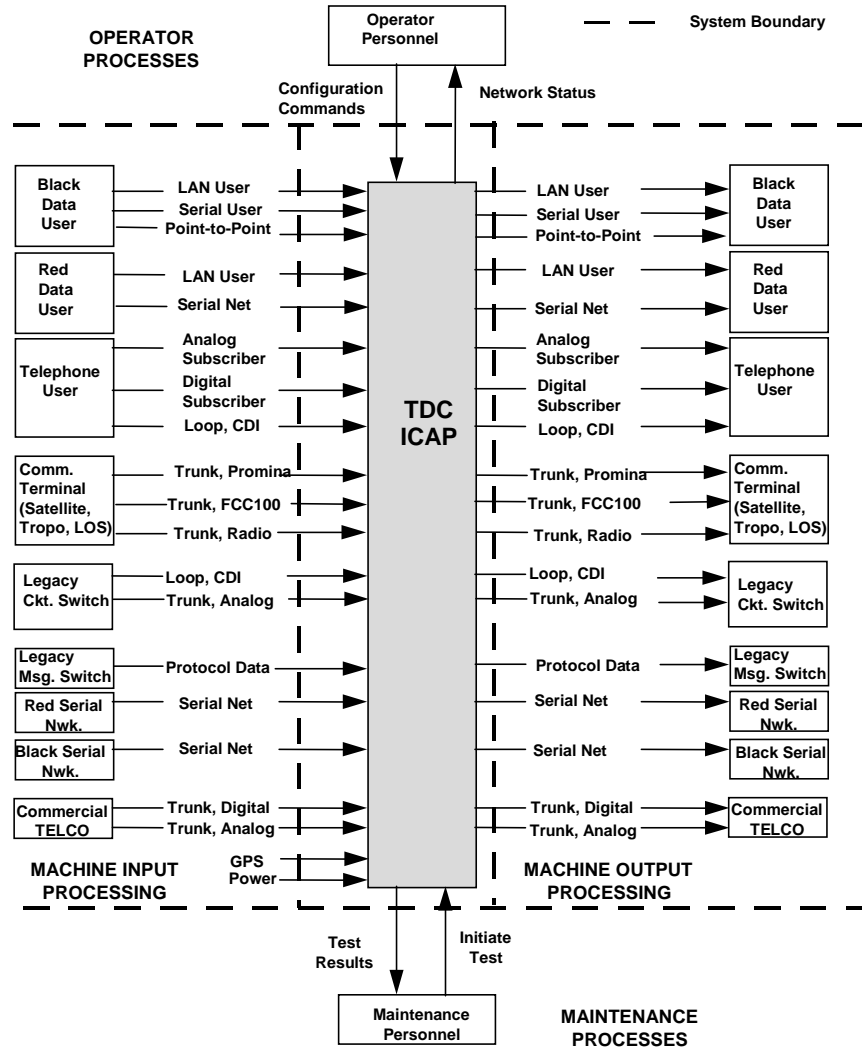 OPERATOR
PROCESSES
Operator
Personnel
System Boundary
Configuration
Commands
Network Status
Black
Data
User
LAN User
Serial User
Point-to-Point
Red
Data
User
LAN User
Serial Net
Telephone
User
Analog
Subscriber
Digital
Subscriber
Loop, CDI
Comm.
Terminal
(Satellite,
Tropo, LOS)
Trunk, Promina
Trunk, FCC100
Trunk, Radio
Legacy
Ckt. Switch
Loop, CDI
Trunk, Analog
Legacy
Msg. Switch
Protocol Data
Red Serial
Nwk.
Serial Net
Black Serial
Nwk.
Serial Net
Commercial
TELCO
Trunk, Digital
Trunk, Analog
GPS
Power
MACHINE INPUT
PROCESSING
TDC
ICAP
LAN User
Serial User
Point-to-Point
Black
Data
User
LAN User
Serial Net
Red
Data
User
Analog
Subscriber
Digital
Subscriber
Loop, CDI
Telephone
User
Trunk, Promina
Trunk, FCC100
Trunk, Radio
Comm.
Terminal
(Satellite,
Tropo, LOS)
Loop, CDI
Trunk, Analog
Legacy
Ckt. Switch
Protocol Data
Legacy
Msg. Switch
Serial Net
Red Serial
Nwk.
Serial Net
Black Serial
Nwk.
Trunk, Digital
Trunk, Analog
Commercial
TELCO
MACHINE OUTPUT
PROCESSING
Test
Results
Initiate
Test
Maintenance
Personnel
MAINTENANCE
PROCESSES